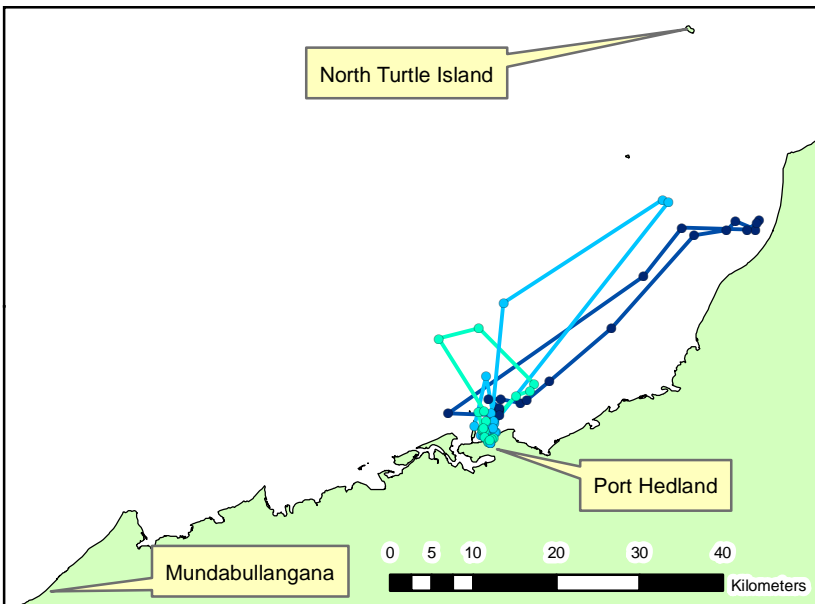 North Turtle Island
Port Hedland
Mundabullangana
0 5 10 20 30 40
Kilometers